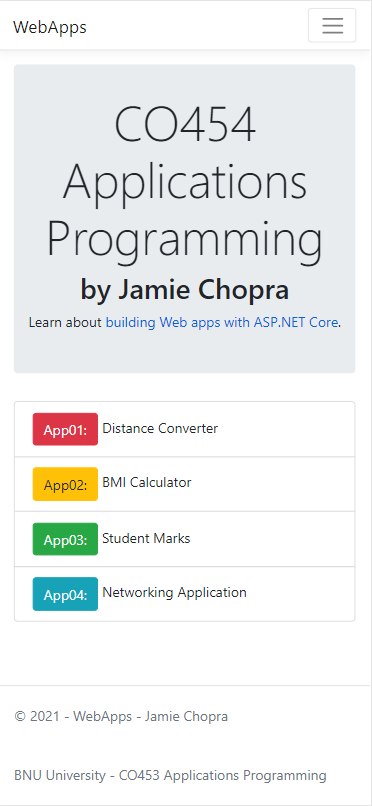 WebApps
CO454
Applications
Programming
by Jamie Chopra
Learn about building Web apps with ASP.NET Core.
App01: Distance Converter
App02: BMI Calculator
App03: Student Marks
App04: Networking Application
© 2021 - WebApps - Jamie Chopra
BNU University - CO453 Applications Programming